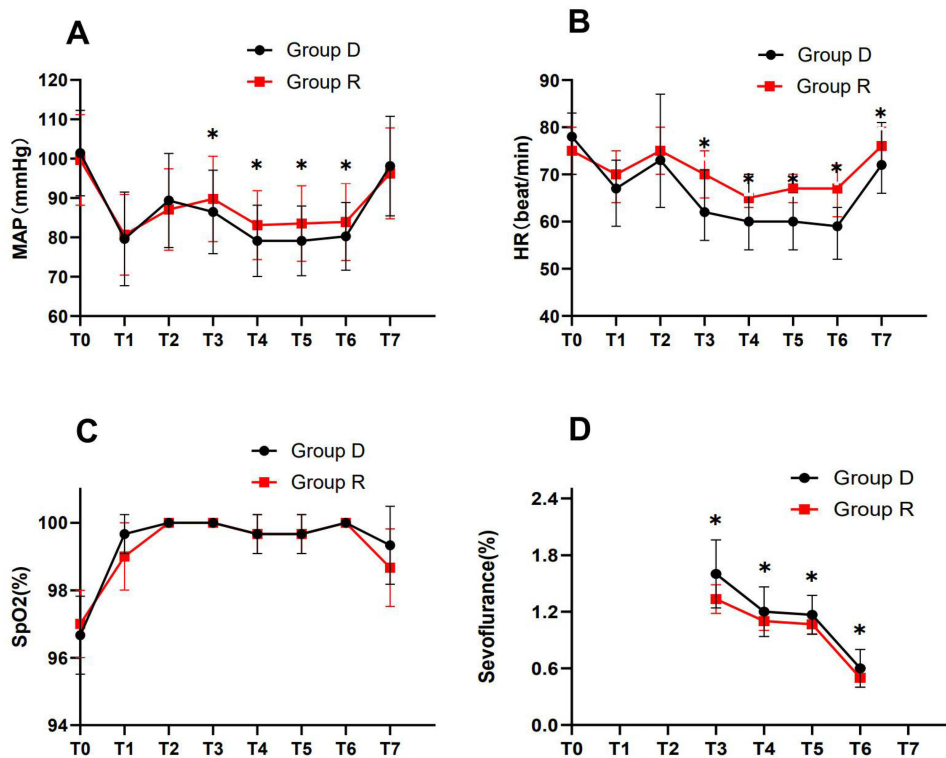 A
Group D
Group R
MAP (mmHg)
120
110
100
90
80
70
60
* * * *
T0 T1 T2 T3 T4 T5 T6 T7
B
Group D
Group R
HR(beat/min)
90
80
70
60
50
40
* * * * *
T0 T1 T2 T3 T4 T5 T6 T7
C
Group D
Group R
SpO2(%)
100
98
96
94
T0 T1 T2 T3 T4 T5 T6 T7
D
Group D
Group R
Sevoflurance(%)
2.4
1.8
1.2
0.6
0.0
* * * *
T0 T1 T2 T3 T4 T5 T6 T7